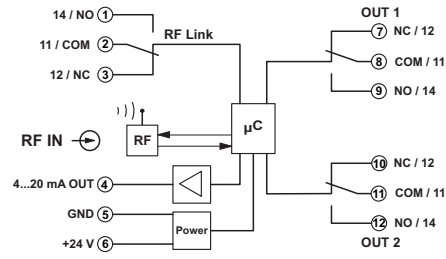 14 / NO 1
11 / COM 2
12 / NC 3
RF Link
OUT 1
7 NC / 12
8 COM / 11
9 NO / 14
RF IN
RF
µC
4...20 mA OUT 4
GND 5
+24 V 6
Power
10 NC / 12
11 COM / 11
12 NO / 14
OUT 2